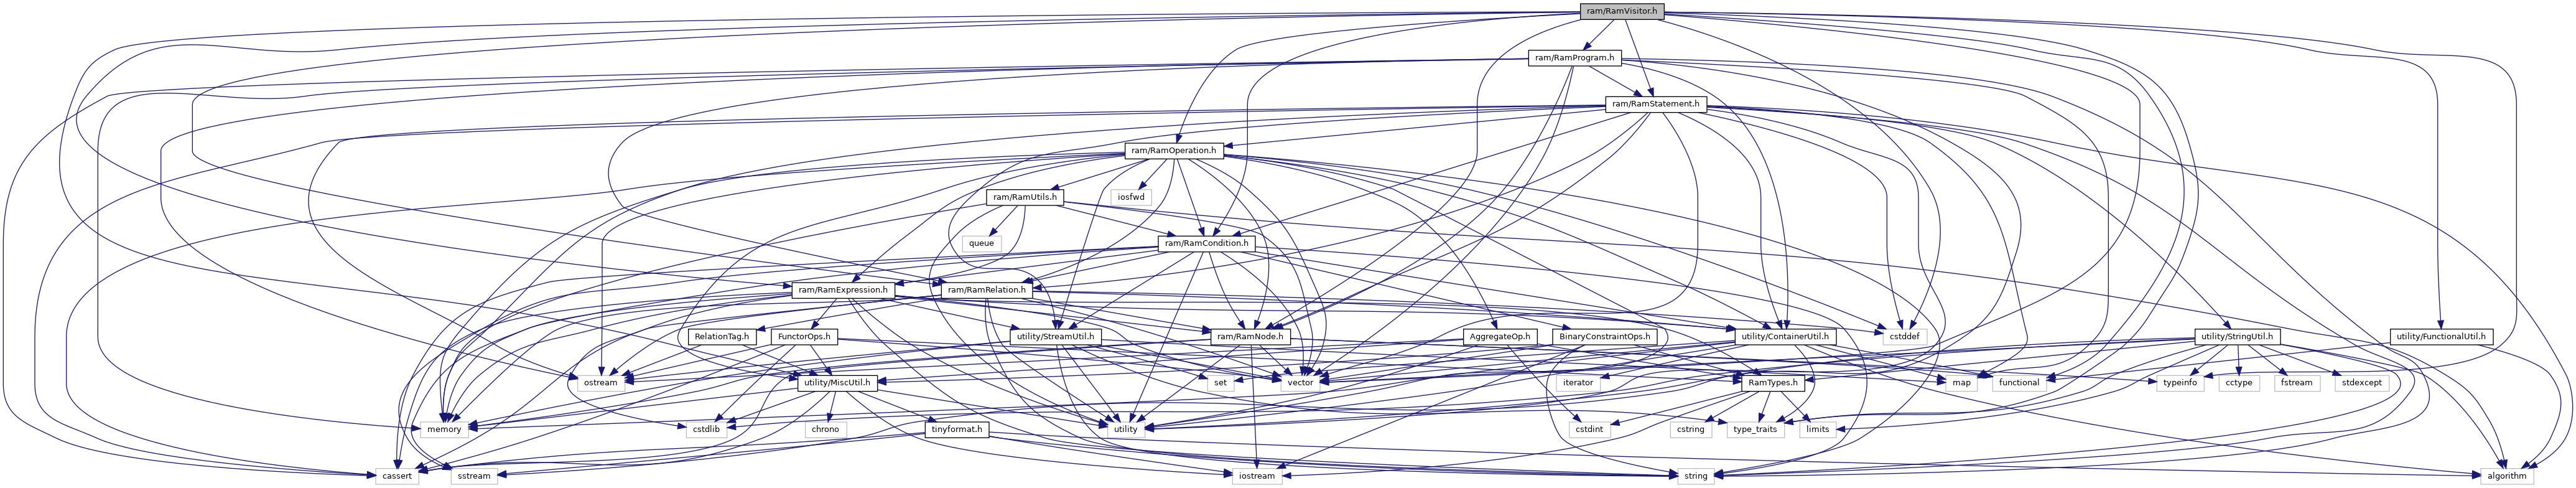 ram/RamVisitor.h
ram/RamProgram.h
ram/RamStatement.h
ram/RamOperation.h
ram/RamUtils.h
iosfwd
queue
ram/RamCondition.h
ram/RamExpression.h
ram/RamRelation.h
RelationTag.h
FunctorOps.h
utility/StreamUtil.h
ram/RamNode.h
AggregateOp.h
BinaryConstraintOps.h
utility/ContainerUtil.h
cstddef
utility/StringUtil.h
utility/FunctionalUtil.h
ostream
utility/MiscUtil.h
set
vector
iterator
RamTypes.h
map
functional
typeinfo
cctype
fstream
stdexcept
memory
cstdlib
chrono
tinyformat.h
utility
cstdint
cstring
type_traits
limits
cassert
sstream
iostream
string
algorithm